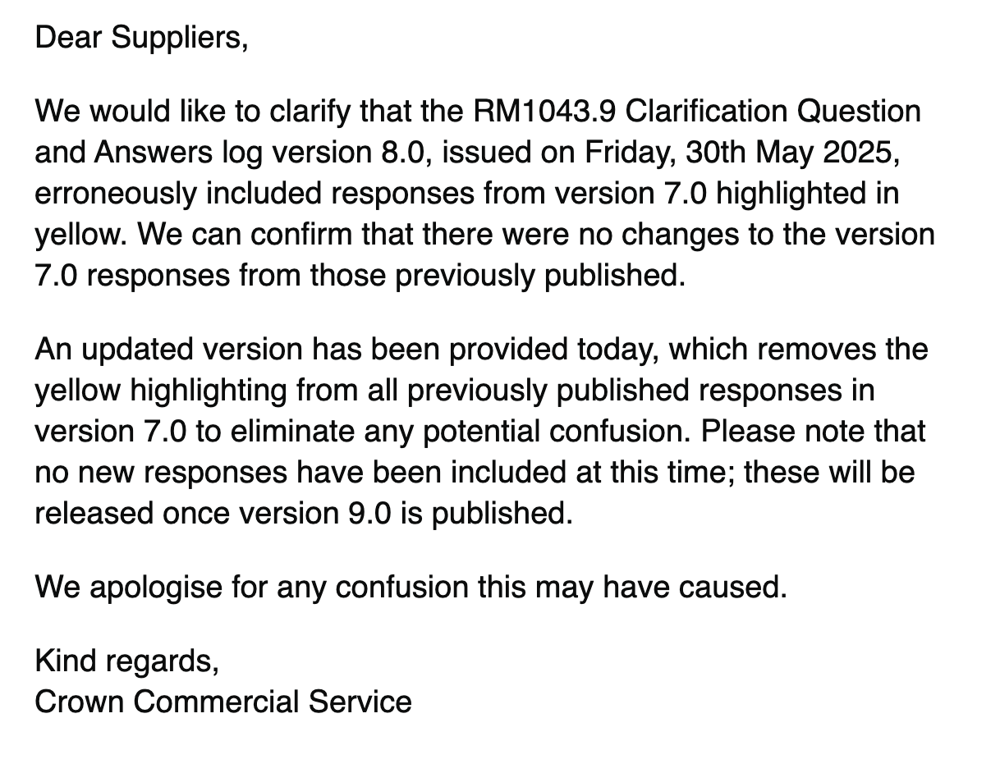 Dear Suppliers,
We would like to clarify that the RM1043.9 Clarification Question
and Answers log version 8.0, issued on Friday, 30th May 2025,
erroneously included responses from version 7.0 highlighted in
yellow. We can confirm that there were no changes to the version
7.0 responses from those previously published.
An updated version has been provided today, which removes the
yellow highlighting from all previously published responses in
version 7.0 to eliminate any potential confusion. Please note that
no new responses have been included at this time; these will be
released once version 9.0 is published.
We apologise for any confusion this may have caused.
Kind regards,
Crown Commercial Service